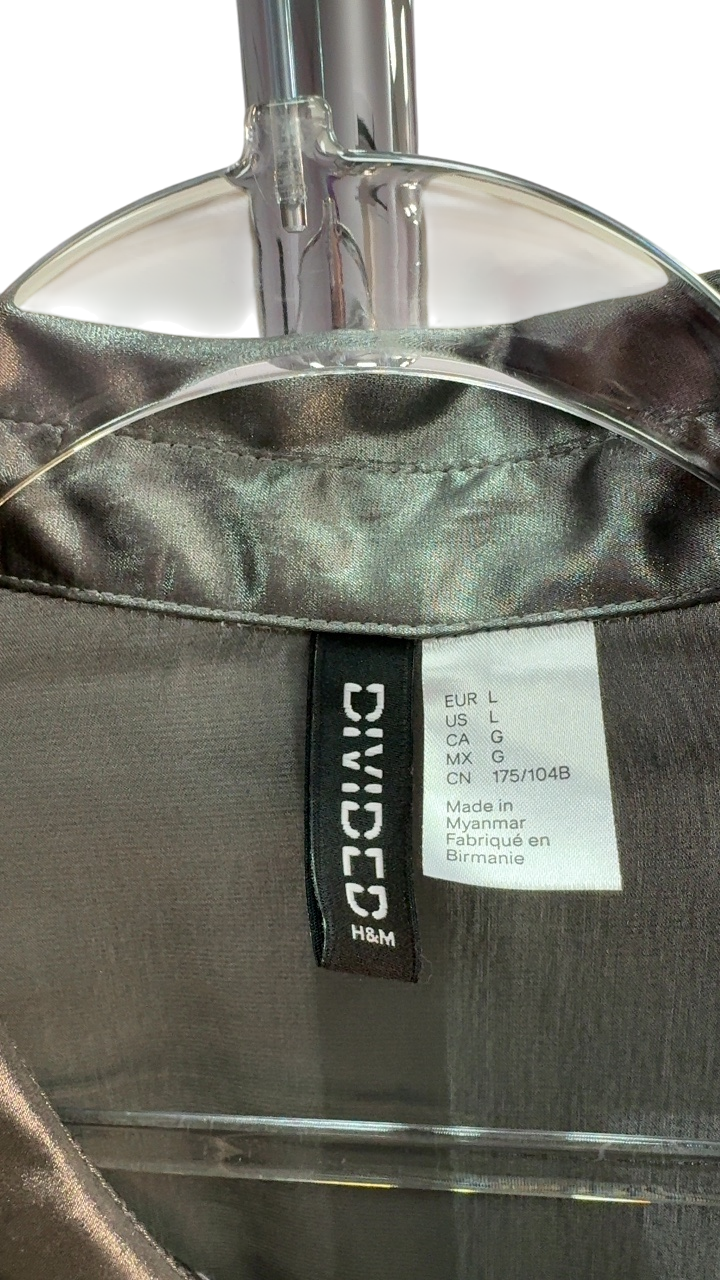 DIVIDED
H&M
EUR L
US L
CA G
MX G
CN 175/104B
Made in
Myanmar
Fabriqué en
Birmanie